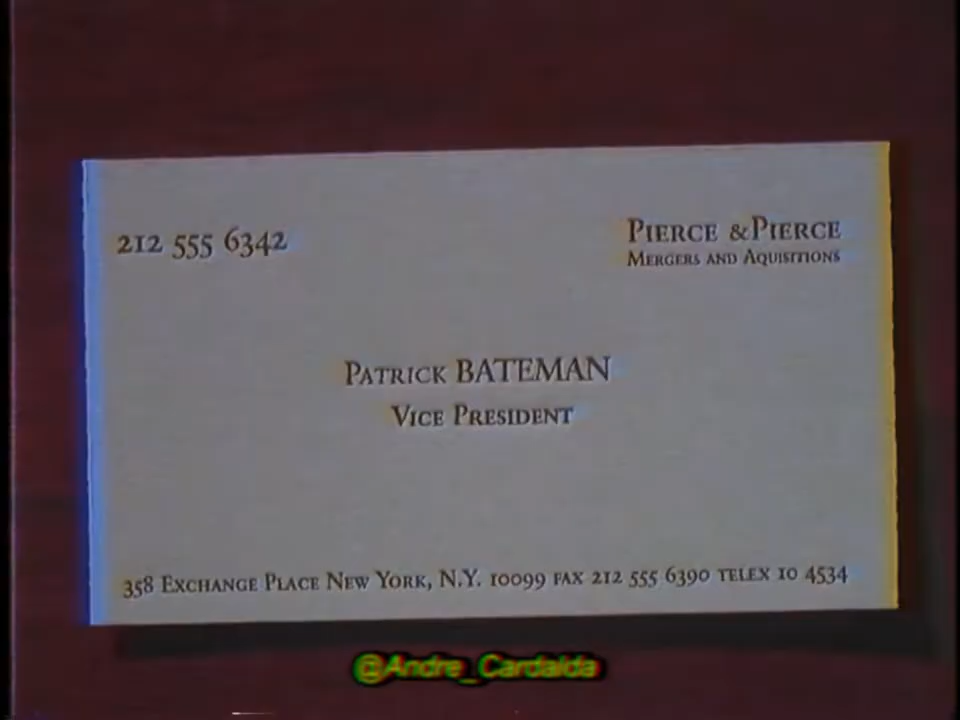 212 555 6342
PIERCE & PIERCE
MERGERS AND AQUISITIONS
PATRICK BATEMAN
VICE PRESIDENT
358 EXCHANGE PLACE NEW YORK, N.Y. 10099 FAX 212 555 6390 TELEX 10 4534
@Andre_Cardalda